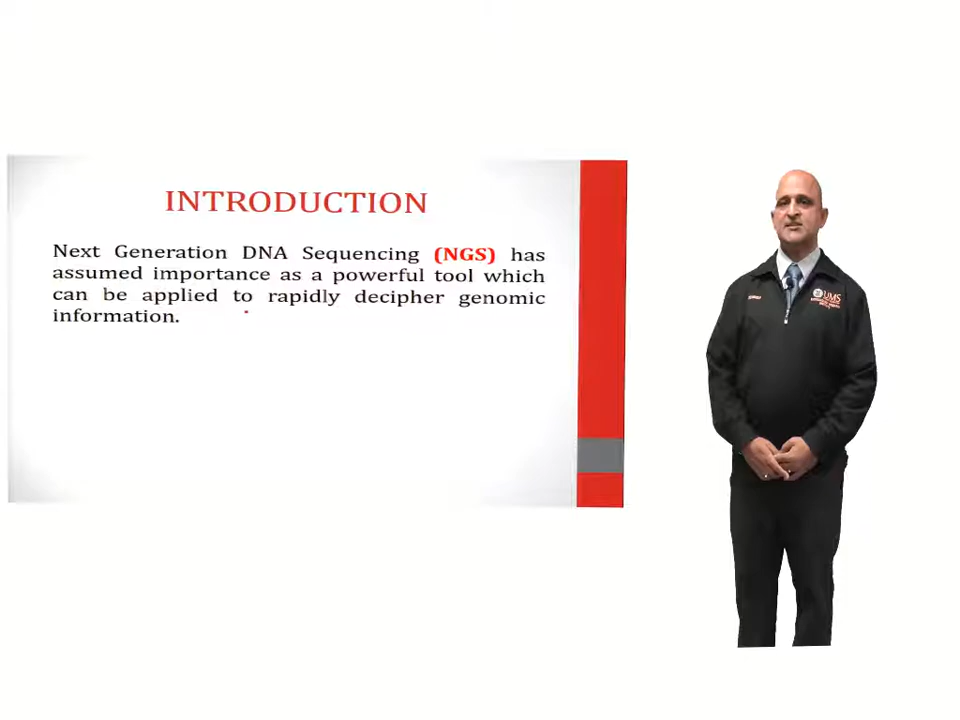 INTRODUCTION
Next Generation DNA Sequencing (NGS) has
assumed importance as a powerful tool which
can be applied to rapidly decipher genomic
information.
UMS